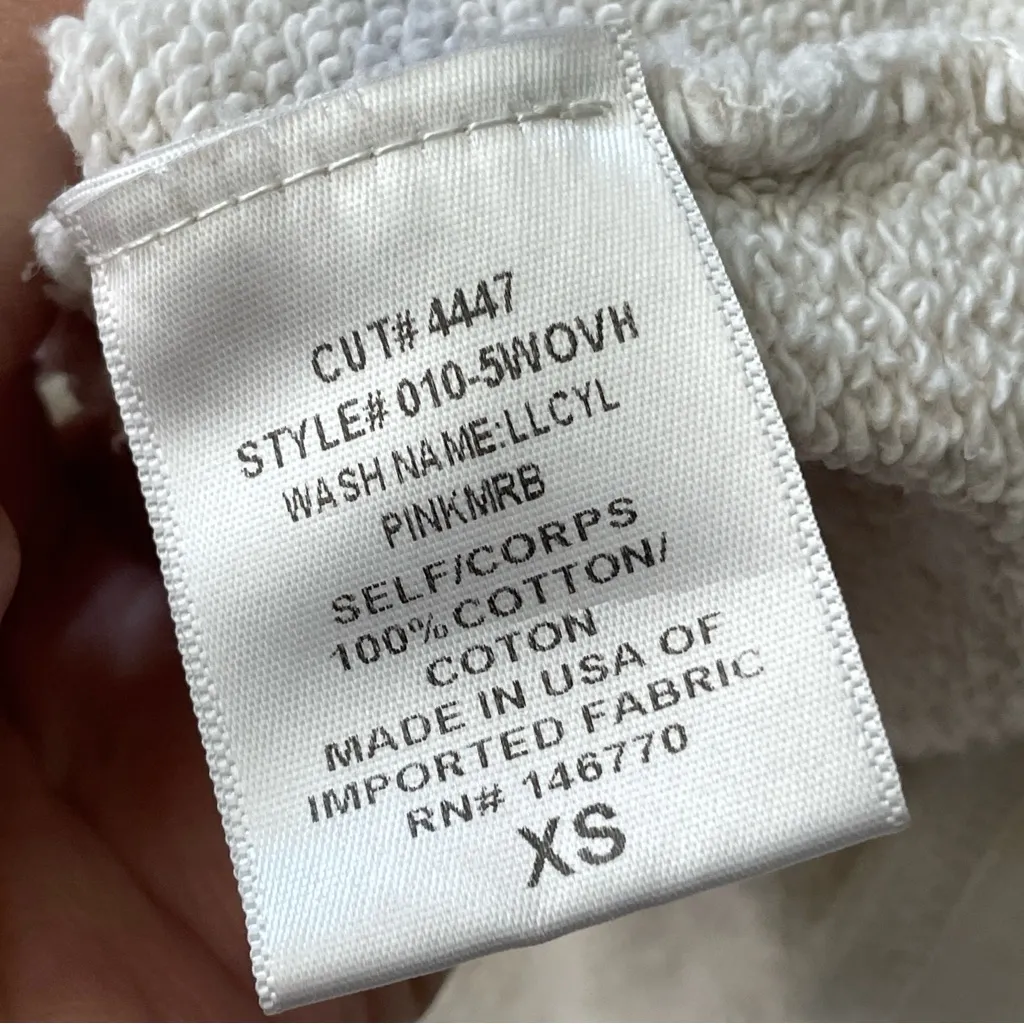 CUT# 4447
STYLE# 010-5WOVH
WASH NAME:LLCYL
PINKMRB
SELF/CORPS
100% COTTON/
COTON
MADE IN USA OF
IMPORTED FABRIC
RN# 146770
XS